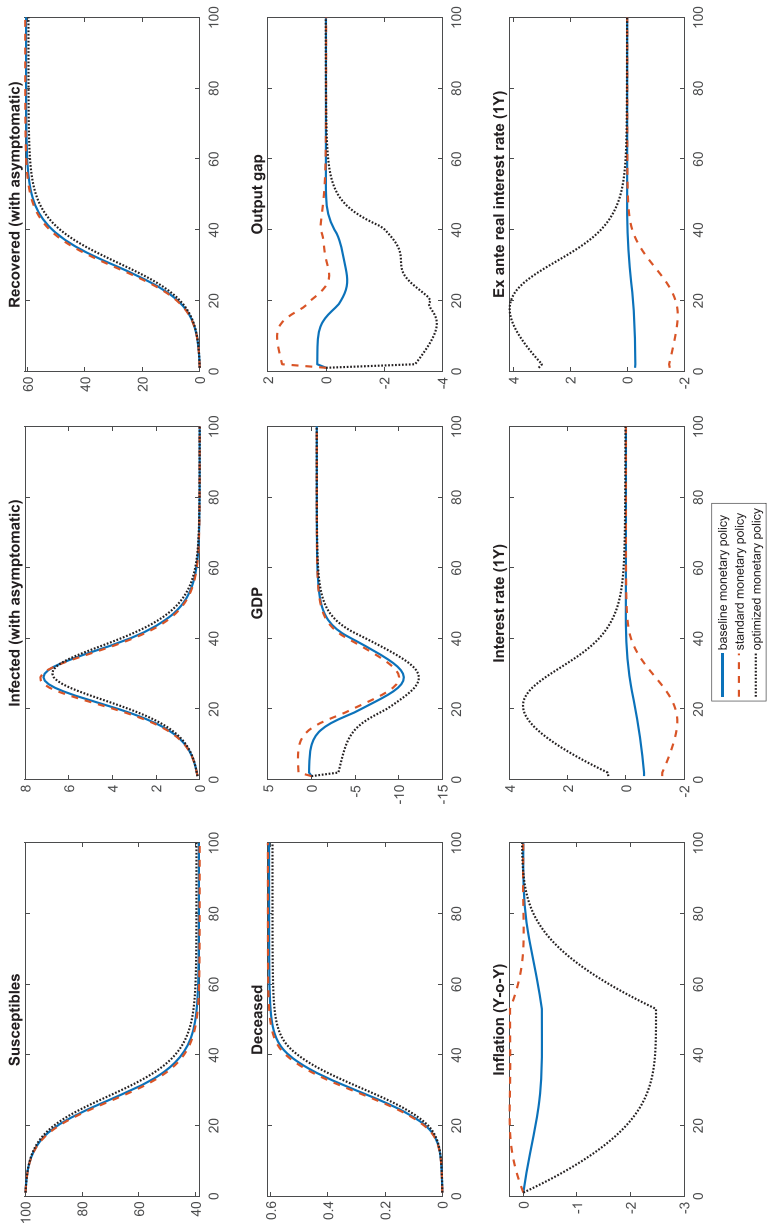 Susceptibles
100
80
60
40
0 20 40 60 80 100
Infected (with asymptomatic)
8
6
4
2
0
0 20 40 60 80 100
Recovered (with asymptomatic)
60
40
20
0
0 20 40 60 80 100
Deceased
0.6
0.4
0.2
0
0 20 40 60 80 100
GDP
5
0
-5
-10
-15
0 20 40 60 80 100
Output gap
2
0
-2
-4
0 20 40 60 80 100
Inflation (Y-o-Y)
0
-1
-2
-3
0 20 40 60 80 100
Interest rate (1Y)
4
2
0
-2
0 20 40 60 80 100
Ex ante real interest rate (1Y)
4
2
0
-2
0 20 40 60 80 100
baseline monetary policy
standard monetary policy
optimized monetary policy